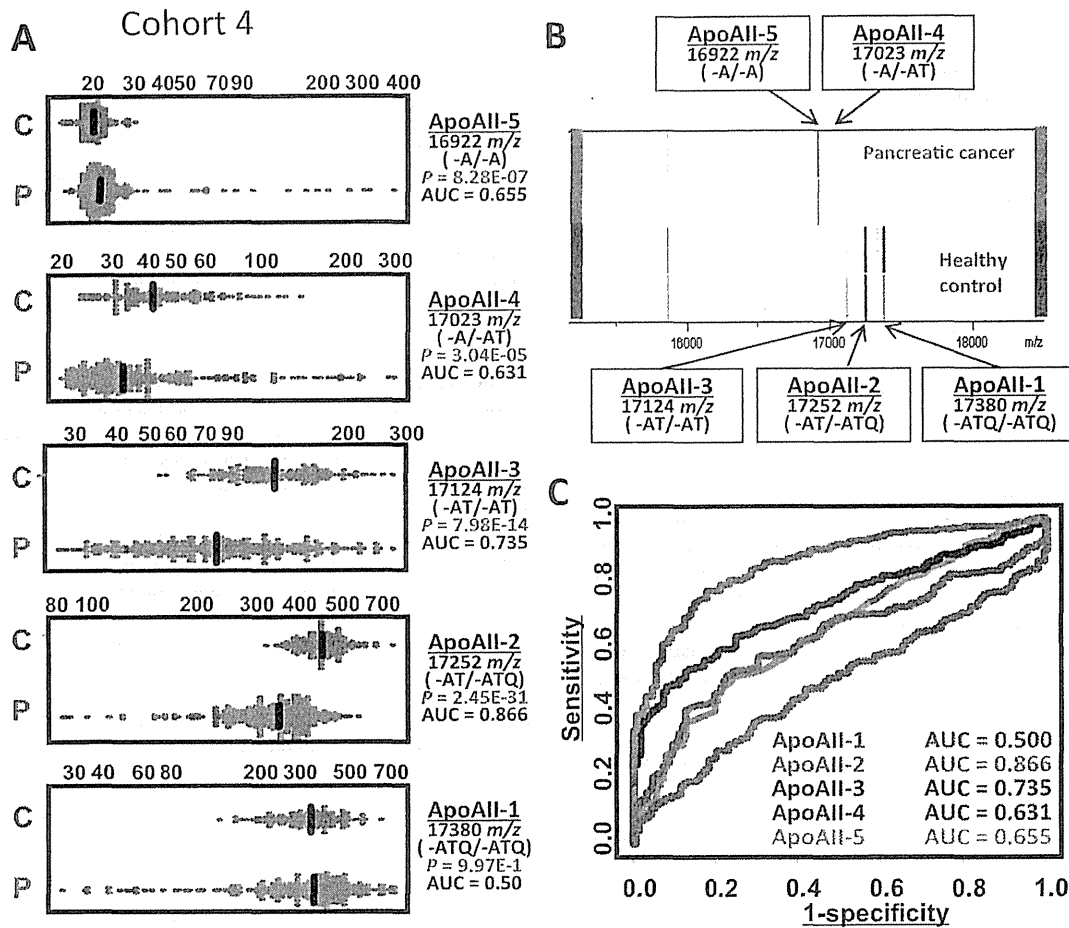 Cohort 4
A
20 30 4050 70 90 200 300 400
C
P
ApoAII-5
16922 m/z
(-A/-A)
P = 8.28E-07
AUC = 0.655
20 30 40 50 60 100 200 300
C
P
ApoAII-4
17023 m/z
(-A/-AT)
P = 3.04E-05
AUC = 0.631
30 40 50 60 70 90 200 300
C
P
ApoAII-3
17124 m/z
(-AT/-AT)
P = 7.98E-14
AUC = 0.735
80 100 200 300 400 500 700
C
P
ApoAII-2
17252 m/z
(-AT/-ATQ)
P = 2.45E-31
AUC = 0.866
30 40 60 80 200 300 500 700
C
P
ApoAII-1
17380 m/z
(-ATQ/-ATQ)
P = 9.97E-1
AUC = 0.50
B
ApoAII-5
16922 m/z
(-A/-A)
ApoAII-4
17023 m/z
(-A/-AT)
Pancreatic cancer
Healthy
control
16000 17000 18000 m/z
ApoAII-3
17124 m/z
(-AT/-AT)
ApoAII-2
17252 m/z
(-AT/-ATQ)
ApoAII-1
17380 m/z
(-ATQ/-ATQ)
C
Sensitivity
1.0
0.8
0.6
0.4
0.2
0.0
ApoAII-1 AUC = 0.500
ApoAII-2 AUC = 0.866
ApoAII-3 AUC = 0.735
ApoAII-4 AUC = 0.631
ApoAII-5 AUC = 0.655
0.0 0.2 0.4 0.6 0.8 1.0
1-specificity